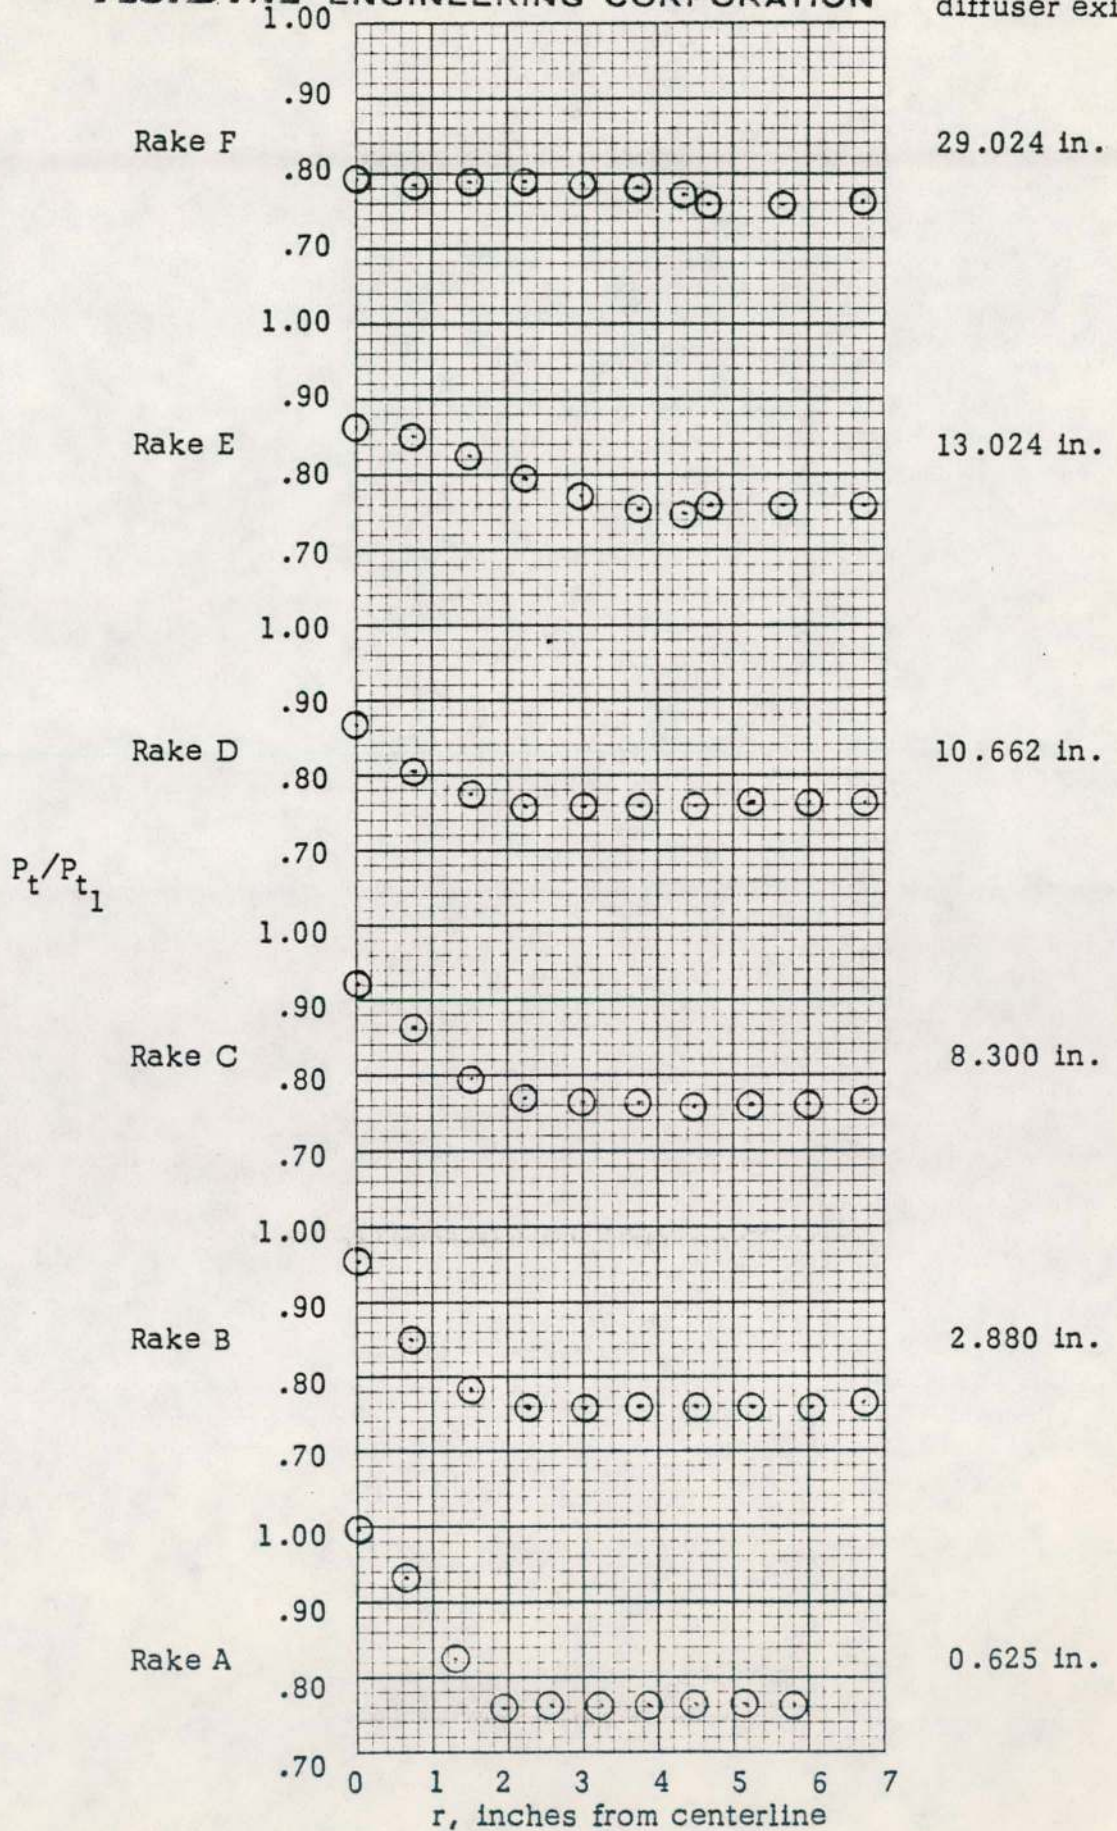 ENGINEERING CORPORATION
diffuser exi
1.00
.90
Rake F
29.024 in.
.80
.70
1.00
.90
Rake E
13.024 in.
.80
.70
1.00
.90
Rake D
10.662 in.
.80
.70
Pt/Pt1
1.00
.90
Rake C
8.300 in.
.80
.70
1.00
.90
Rake B
2.880 in.
.80
.70
1.00
.90
Rake A
0.625 in.
.80
.70
0 1 2 3 4 5 6 7
r, inches from centerline